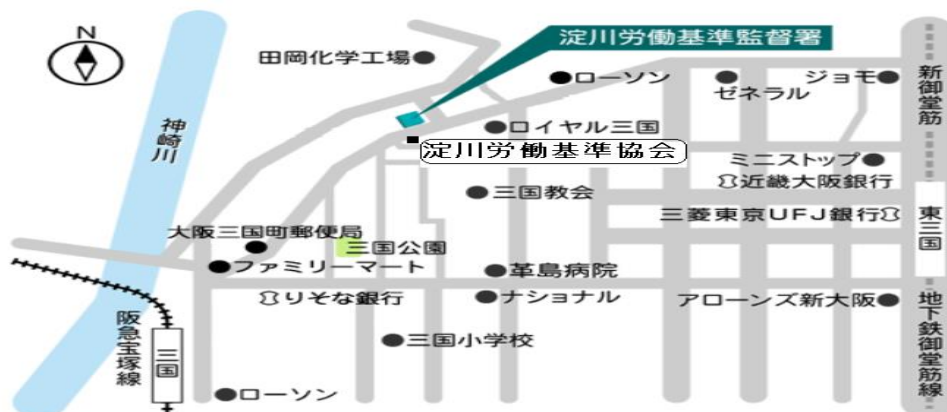 N
淀川労働基準監督署
田岡化学工場
ローソン
ジョモ
ゼネラル
新御堂筋
神崎川
ロイヤル三国
淀川労働基準協会
ミニストップ
近畿大阪銀行
三国教会
三菱東京UFJ銀行
東三国
大阪三国町郵便局
三国公園
ファミリーマート
革島病院
りそな銀行
ナショナル
アローンズ新大阪
地下鉄御堂筋線
阪急宝塚線
三国
三国小学校
ローソン